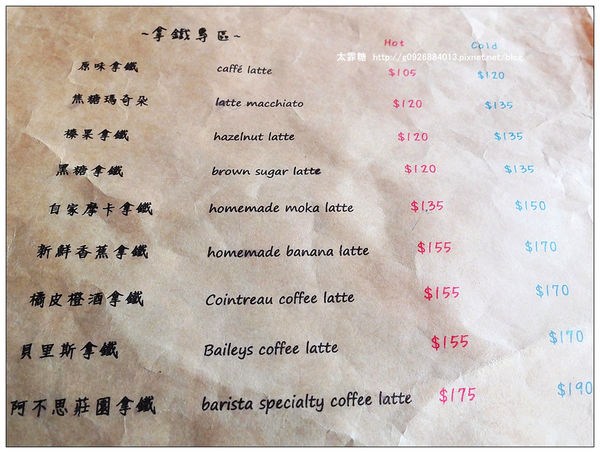 ~拿鐵專區~
Hot Cold
太霏糖 http://g0926884013.pixnet.net/blog
原味拿鐵 caffé latte $105 $120
焦糖瑪奇朵 latte macchiato $120 $135
榛果拿鐵 hazelnut latte $120 $135
黑糖拿鐵 brown sugar latte $120 $135
自家摩卡拿鐵 homemade moka latte $135 $150
新鮮香蕉拿鐵 homemade banana latte $155 $170
橘皮橙酒拿鐵 Cointreau coffee latte $155 $170
貝里斯拿鐵 Baileys coffee latte $155 $170
阿不思莊園拿鐵 barista specialty coffee latte $175 $190